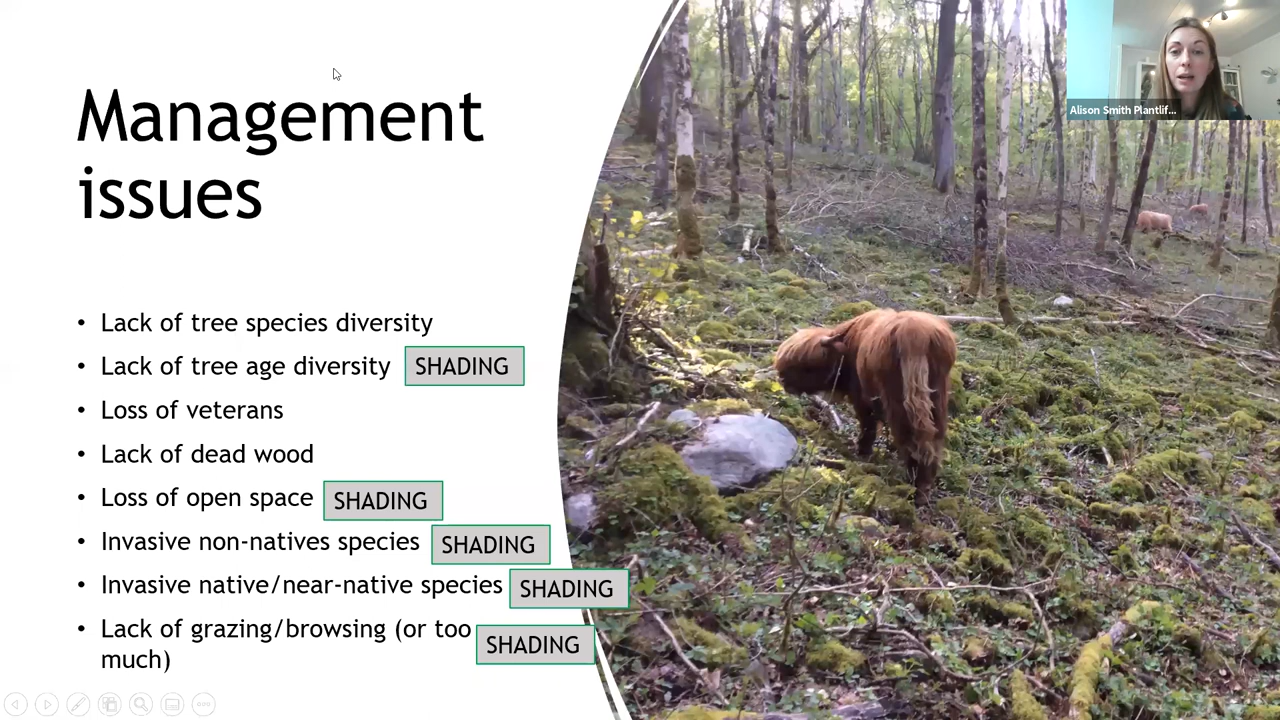 Alison Smith Plantlif...
Management
issues
• Lack of tree species diversity
• Lack of tree age diversity SHADING
• Loss of veterans
• Lack of dead wood
• Loss of open space SHADING
• Invasive non-natives species SHADING
• Invasive native/near-native species SHADING
• Lack of grazing/browsing (or too SHADING
much)